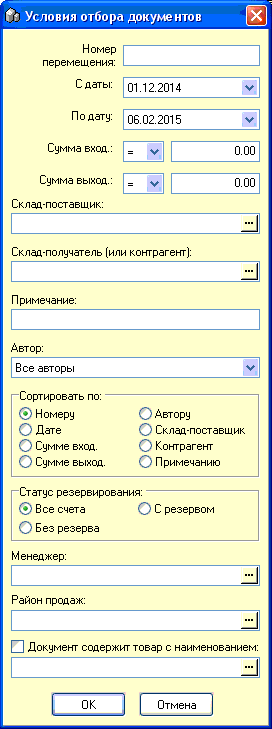 Условия отбора документов
Номер
перемещения:
С даты: 01.12.2014
По дату: 06.02.2015
Сумма вход.: = 0.00
Сумма выход.: = 0.00
Склад-поставщик:
...
Склад-получатель (или контрагент):
...
Примечание:
Автор:
Все авторы
Сортировать по:
Номеру Автору
Дате Склад-поставщик
Сумме вход. Контрагент
Сумме выход. Примечанию
Статус резервирования:
Все счета С резервом
Без резерва
Менеджер:
...
Район продаж:
...
Документ содержит товар с наименованием:
...
OK Отмена